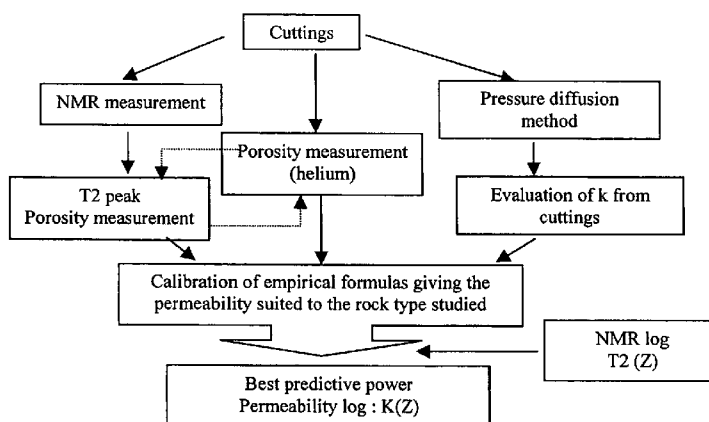 Cuttings
NMR measurement
Pressure diffusion
method
Porosity measurement
(helium)
T2 peak
Porosity measurement
Evaluation of k from
cuttings
Calibration of empirical formulas giving the
permeability suited to the rock type studied
NMR log
T2 (Z)
Best predictive power
Permeability log : K(Z)